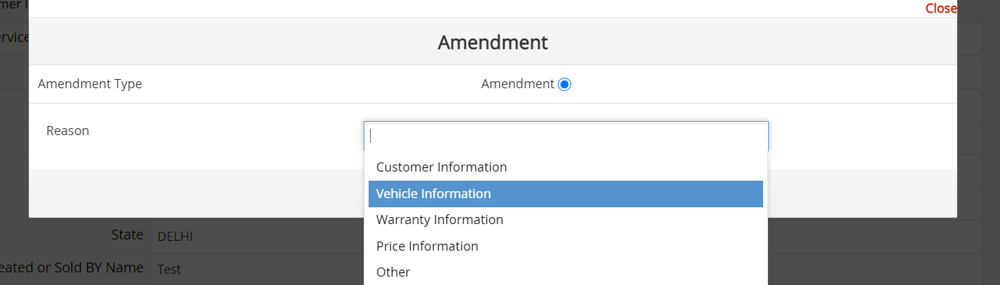 mer I
Close
ervice
Amendment
Amendment Type
Amendment
Reason
Customer Information
Vehicle Information
Warranty Information
Price Information
Other
State
DELHI
eated or Sold BY Name
Test